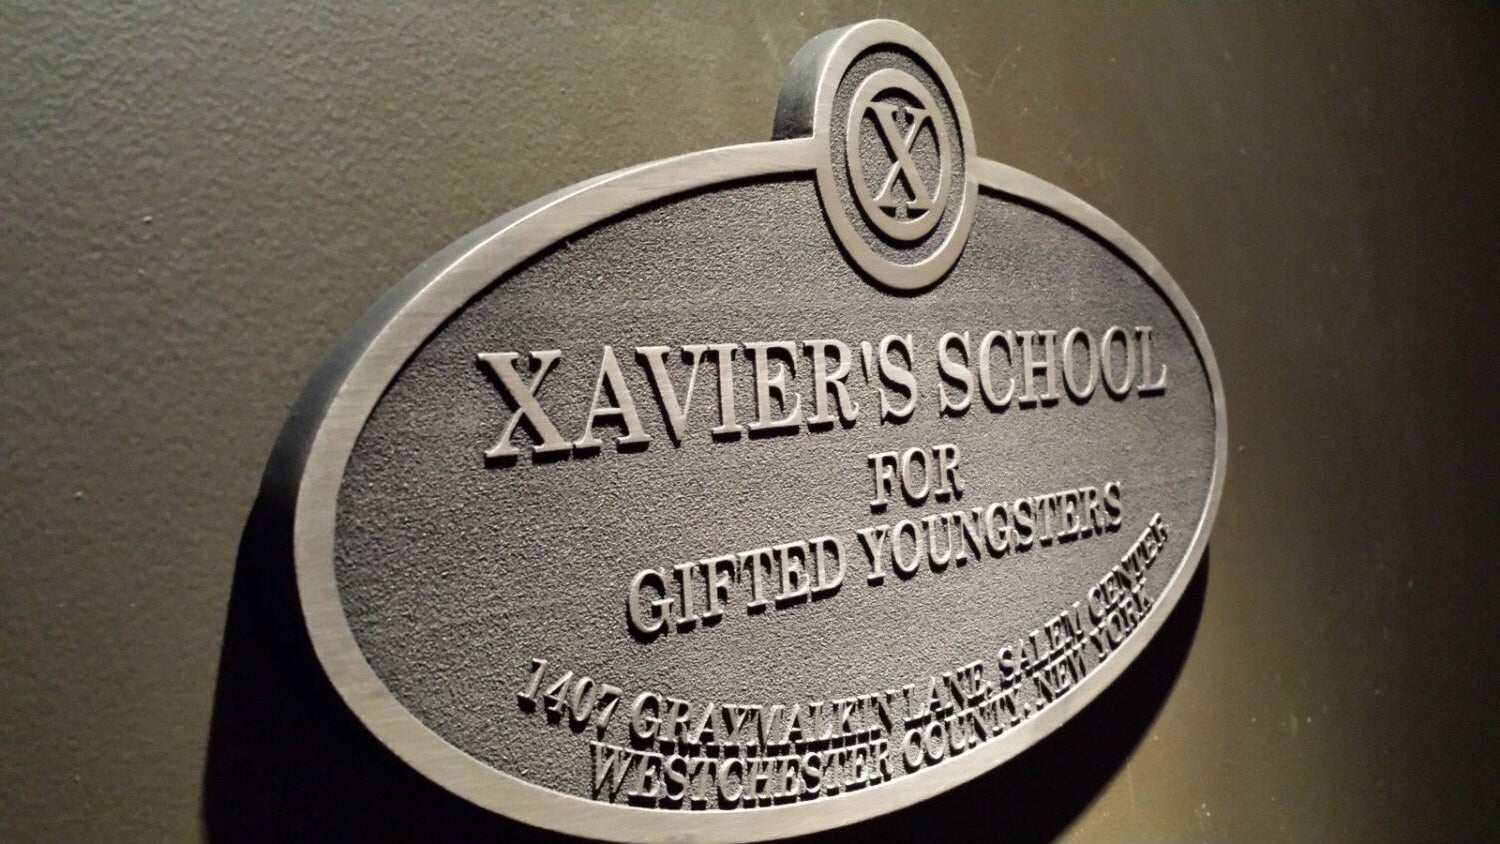 X
XAVIER'S SCHOOL
FOR
GIFTED YOUNGSTERS
1407 GRAYMALKIN LANE, SALEM CENTER
WESTCHESTER COUNTY, NEW YORK